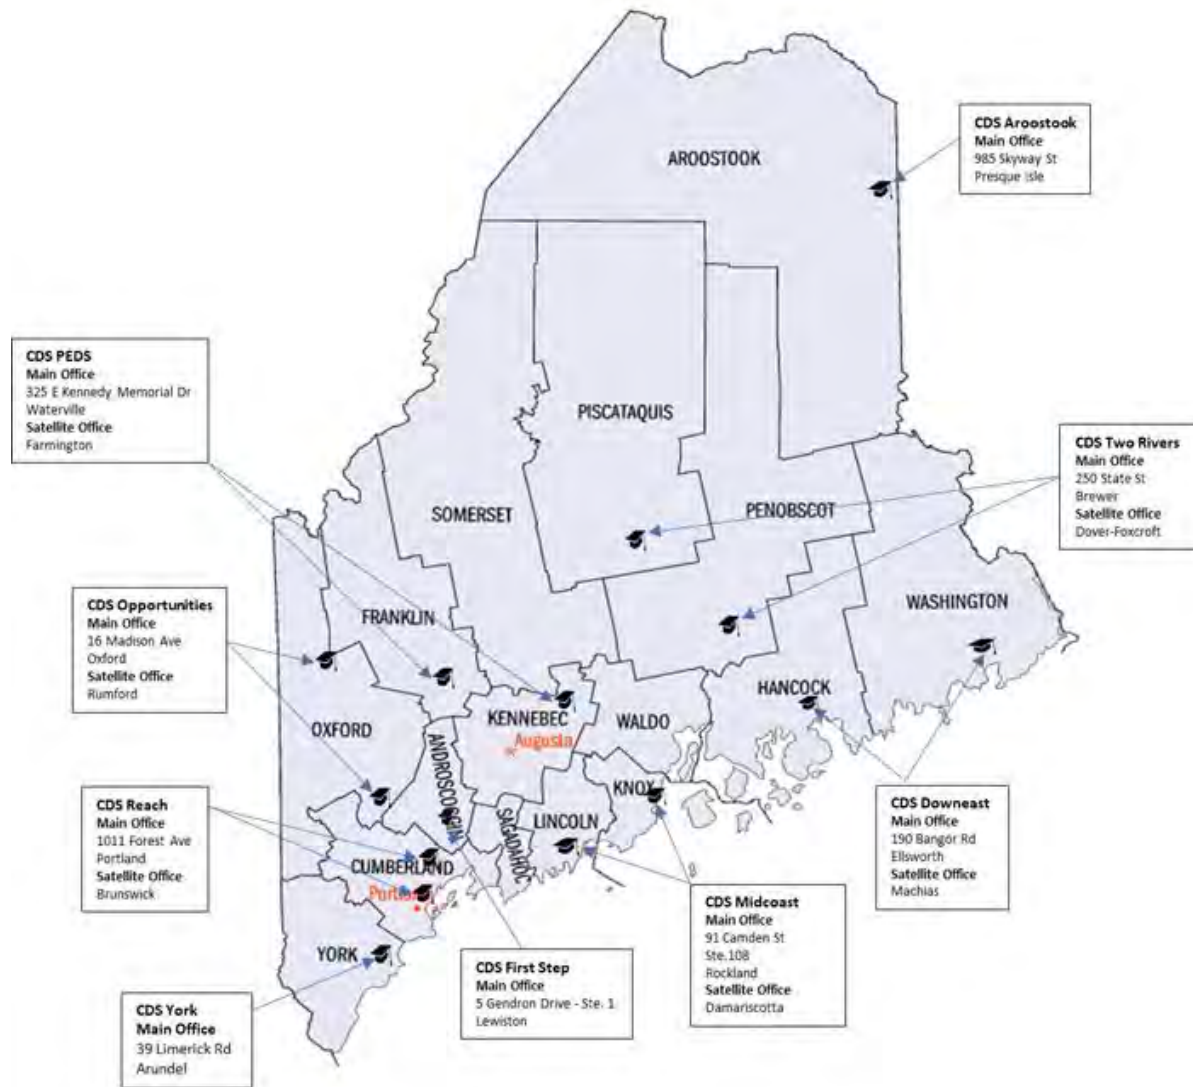 AROOSTOOK
CDS Aroostook
Main Office
985 Skyway St
Presque Isle
CDS PEDS
Main Office
325 E Kennedy Memorial Dr
Waterville
Satellite Office
Farmington
PISCATAQUIS
SOMERSET
PENOBSCOT
CDS Two Rivers
Main Office
250 State St
Brewer
Satellite Office
Dover-Foxcroft
CDS Opportunities
Main Office
16 Madison Ave
Oxford
Satellite Office
Rumford
FRANKLIN
WASHINGTON
HANCOCK
OXFORD
KENNEBEC
Augusta
WALDO
ANDROSCOGGIN
KNOX
LINCOLN
SAGADAHOC
CDS Reach
Main Office
1011 Forest Ave
Portland
Satellite Office
Brunswick
CUMBERLAND
CDS Downeast
Main Office
190 Bangor Rd
Ellsworth
Satellite Office
Machias
CDS Midcoast
Main Office
91 Camden St
Ste.108
Rockland
Satellite Office
Damariscotta
YORK
CDS First Step
Main Office
5 Gendron Drive - Ste. 1
Lewiston
CDS York
Main Office
39 Limerick Rd
Arundel